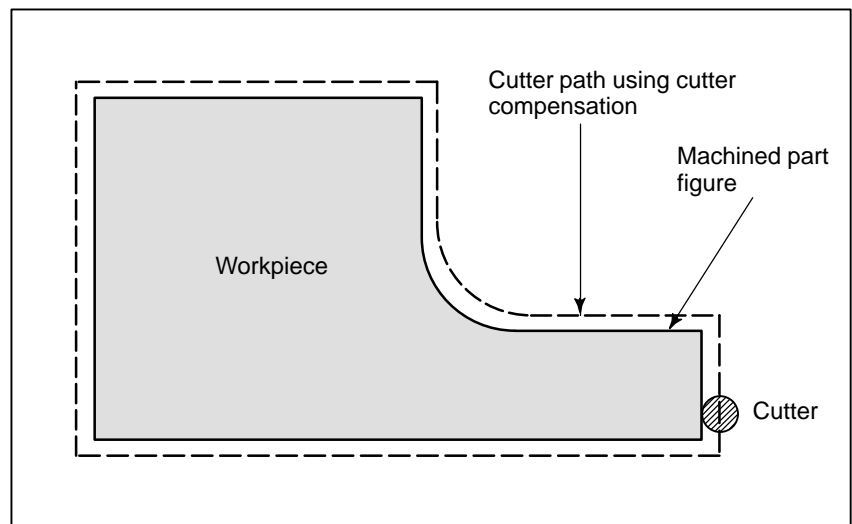 Cutter path using cutter
compensation
Machined part
figure
Workpiece
Cutter